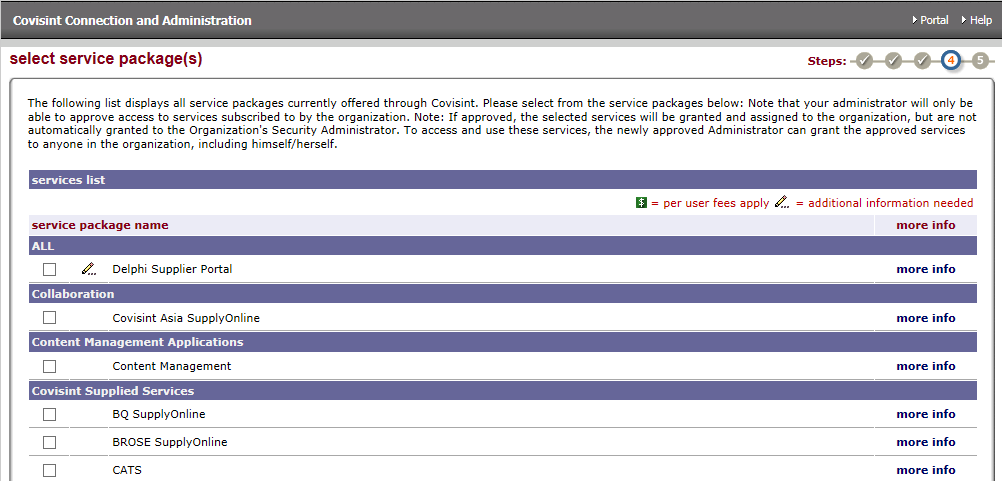 Covisint Connection and Administration
Portal
Help
select service package(s)
Steps: 4 5
The following list displays all service packages currently offered through Covisint. Please select from the service packages below: Note that your administrator will only be
able to approve access to services subscribed to by the organization. Note: If approved, the selected services will be granted and assigned to the organization, but are not
automatically granted to the Organization's Security Administrator. To access and use these services, the newly approved Administrator can grant the approved services
to anyone in the organization, including himself/herself.
services list
$ = per user fees apply = additional information needed
service package name more info
ALL
Delphi Supplier Portal more info
Collaboration
Covisint Asia SupplyOnline more info
Content Management Applications
Content Management more info
Covisint Supplied Services
BQ SupplyOnline more info
BROSE SupplyOnline more info
CATS more info